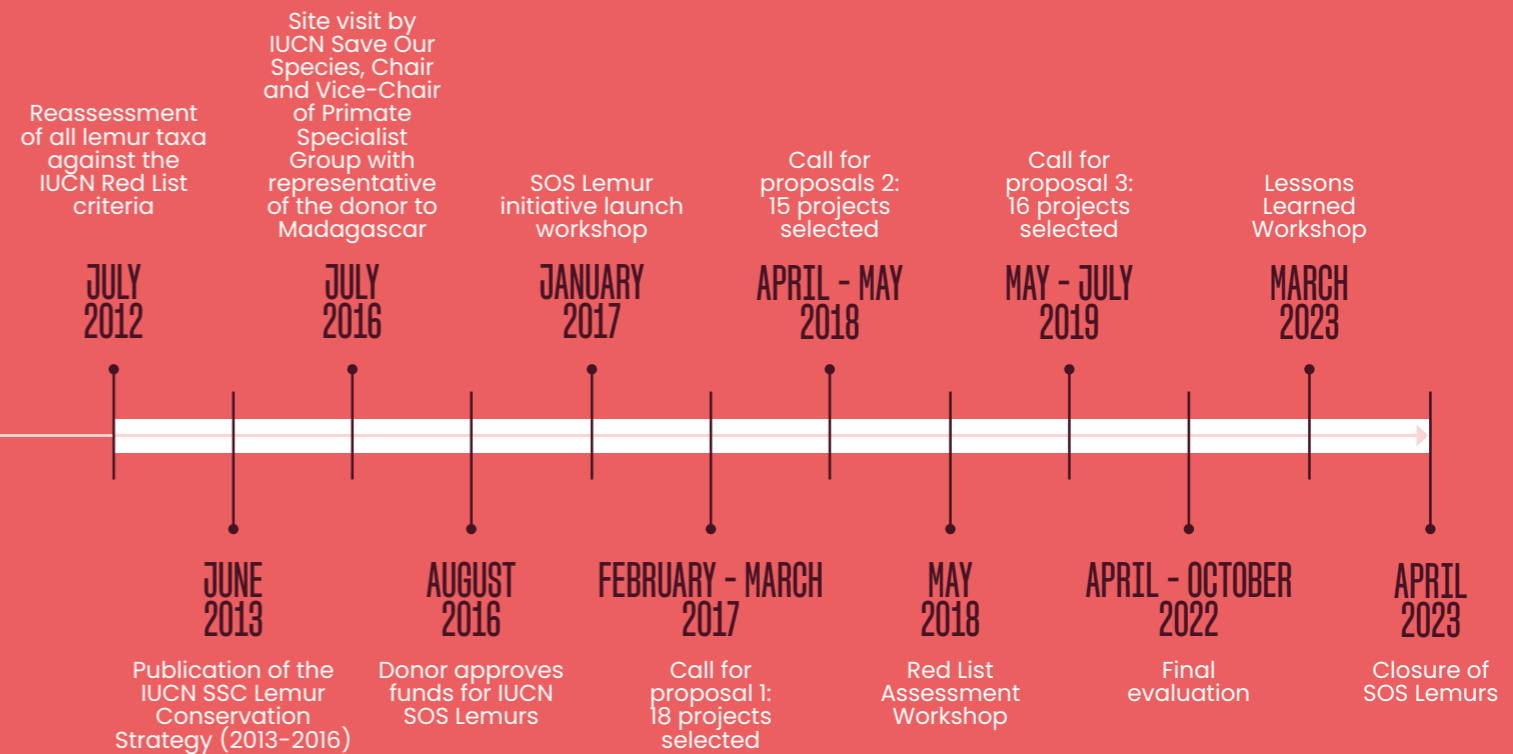 Reassessment
of all lemur taxa
against the
IUCN Red List
criteria
JULY
2012
Site visit by
IUCN Save Our
Species, Chair
and Vice-Chair
of Primate
Specialist
Group with
representative
of the donor to
Madagascar
JULY
2016
SOS Lemur
initiative launch
workshop
JANUARY
2017
Call for
proposals 2:
15 projects
selected
APRIL - MAY
2018
Call for
proposal 3:
16 projects
selected
MAY - JULY
2019
Lessons
Learned
Workshop
MARCH
2023
JUNE
2013
Publication of the
IUCN SSC Lemur
Conservation
Strategy (2013-2016)
AUGUST
2016
Donor approves
funds for IUCN
SOS Lemurs
FEBRUARY - MARCH
2017
Call for
proposal 1:
18 projects
selected
MAY
2018
Red List
Assessment
Workshop
APRIL - OCTOBER
2022
Final
evaluation
APRIL
2023
Closure of
SOS Lemurs